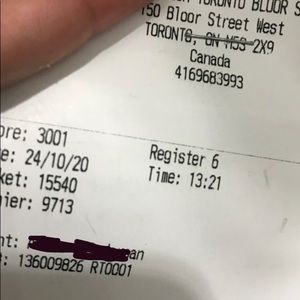 TORONTO BLOOR S
150 Bloor Street West
TORONTO, ON M5S 2X9
Canada
4169683993
ore: 3001
e: 24/10/20
ket: 15540
nier: 9713
Register 6
Time: 13:21
nt:
: 136009826 RT0001